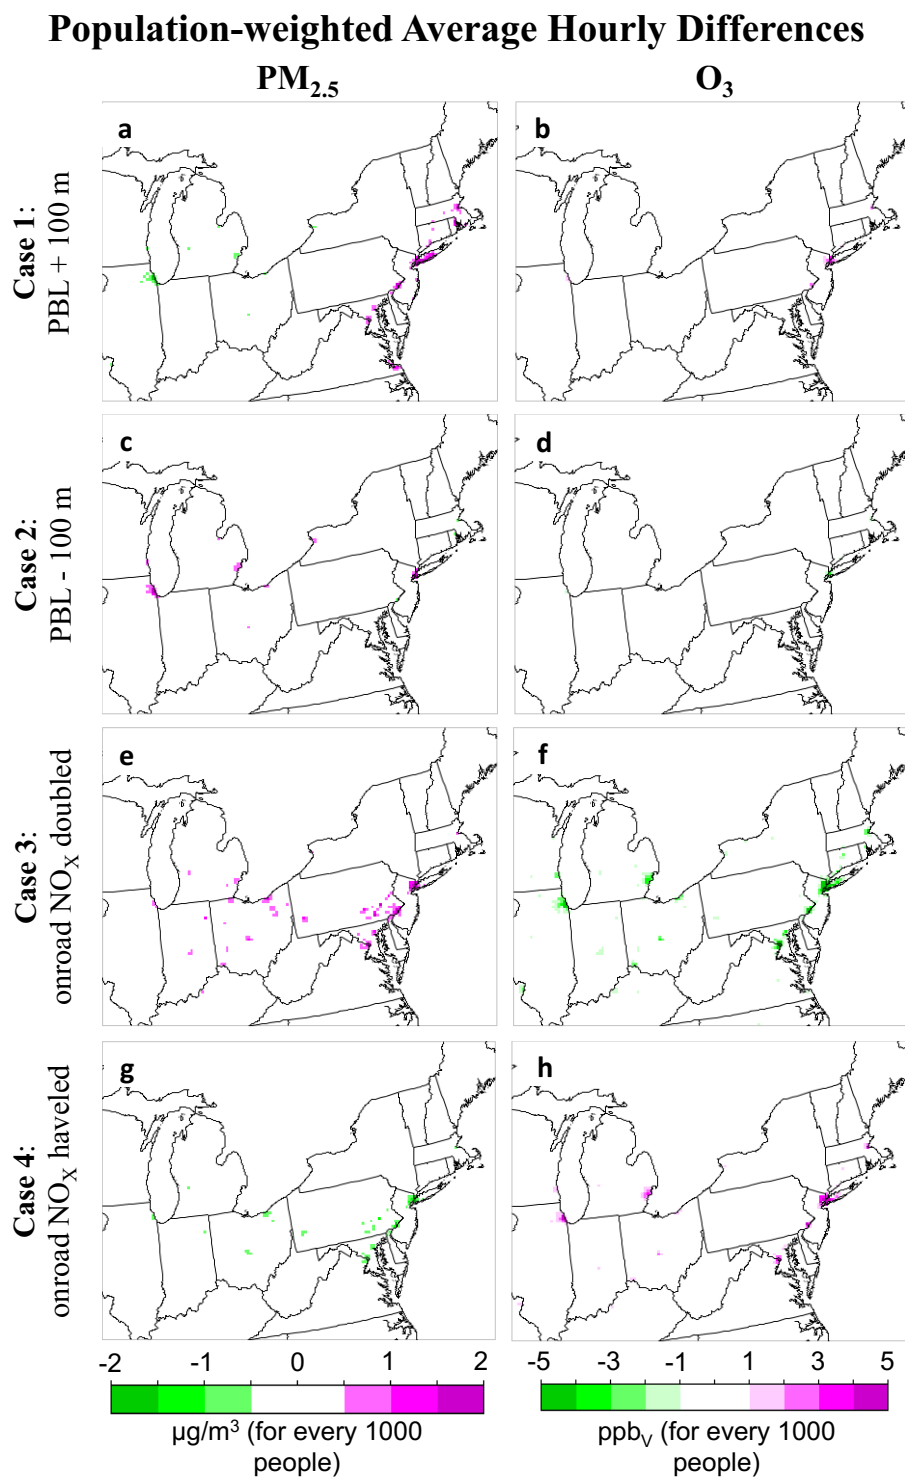 Population-weighted Average Hourly Differences
PM2.5
O3
Case 1:
PBL + 100 m
a
b
Case 2:
PBL - 100 m
c
d
Case 3:
onroad NOX doubled
e
f
Case 4:
onroad NOX haveled
g
h
-2 -1 0 1 2
-5 -3 -1 1 3 5
µg/m³ (for every 1000
people)
ppbV (for every 1000
people)